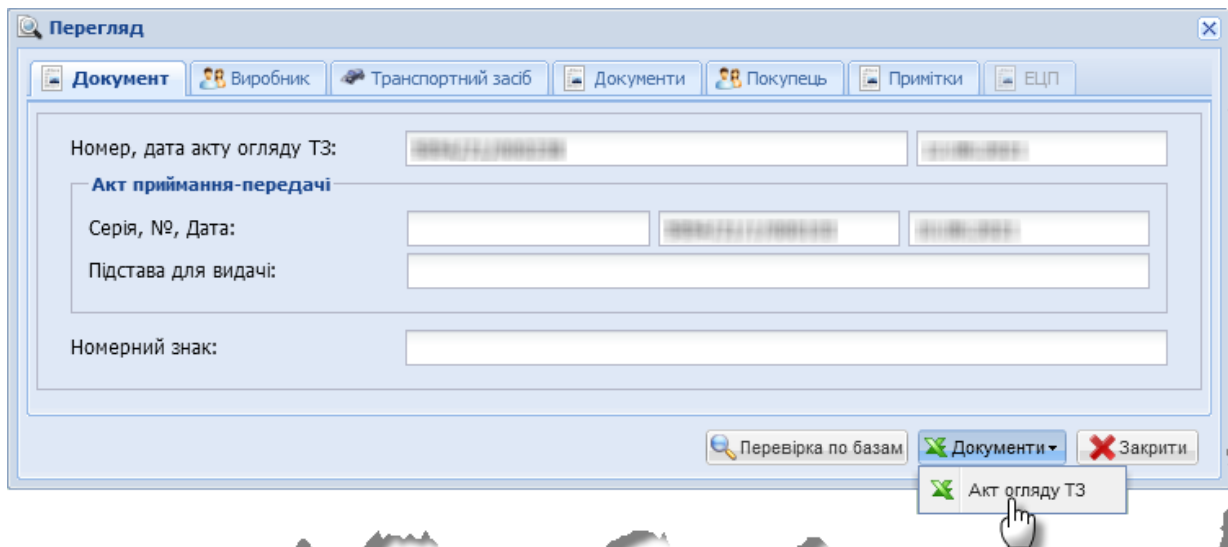 Перегляд
Документ Виробник Транспортний засіб Документи Покупець Примітки ЕЦП
Номер, дата акту огляду ТЗ:
Акт приймання-передачі
Серія, №, Дата:
Підстава для видачі:
Номерний знак:
Перевірка по базам Документи Закрити
Акт огляду ТЗ